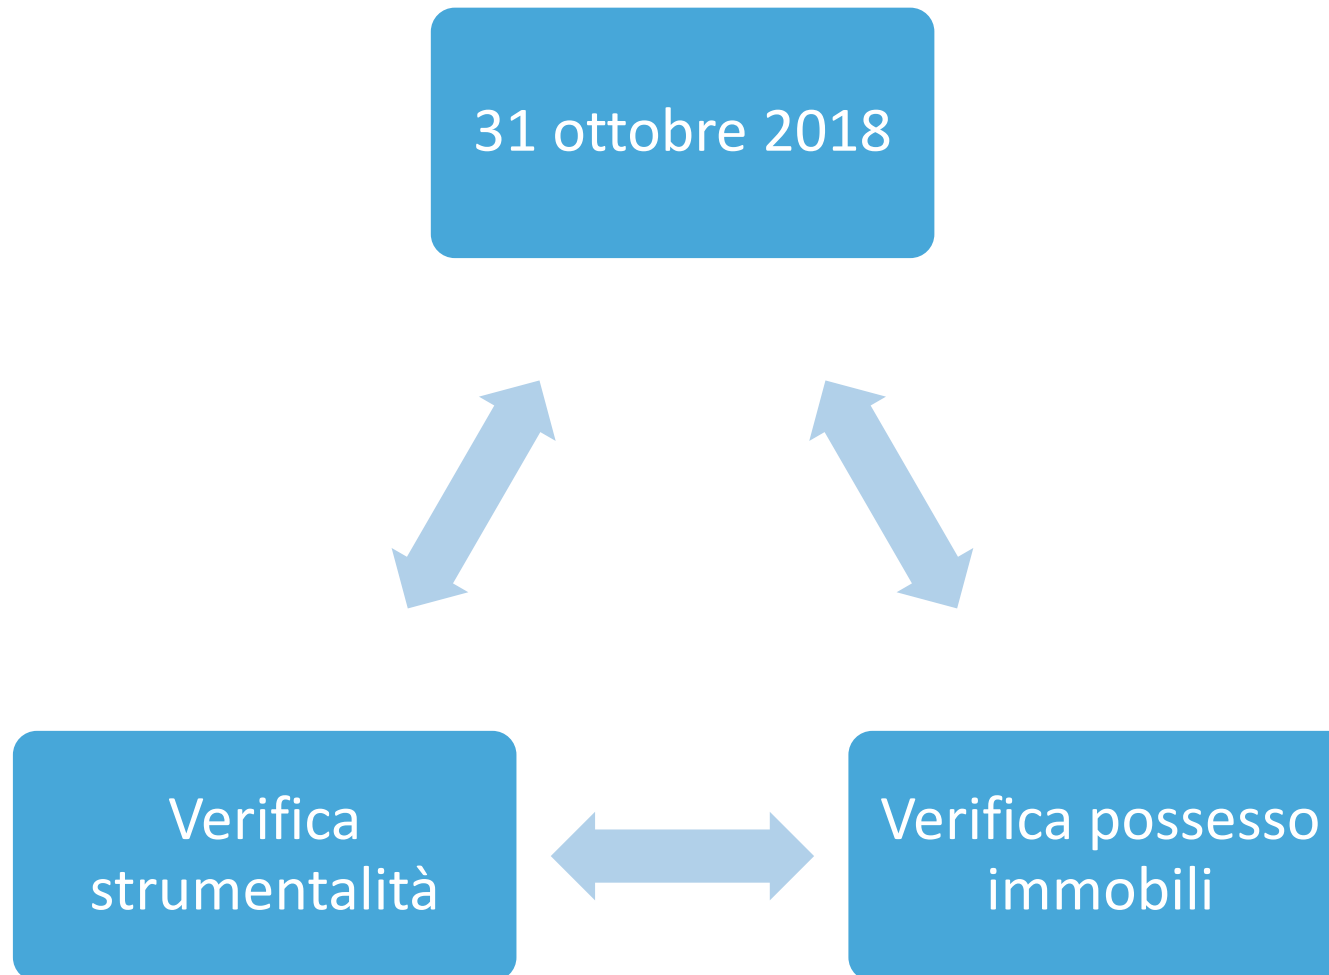 31 ottobre 2018
Verifica
strumentalità
Verifica possesso
immobili